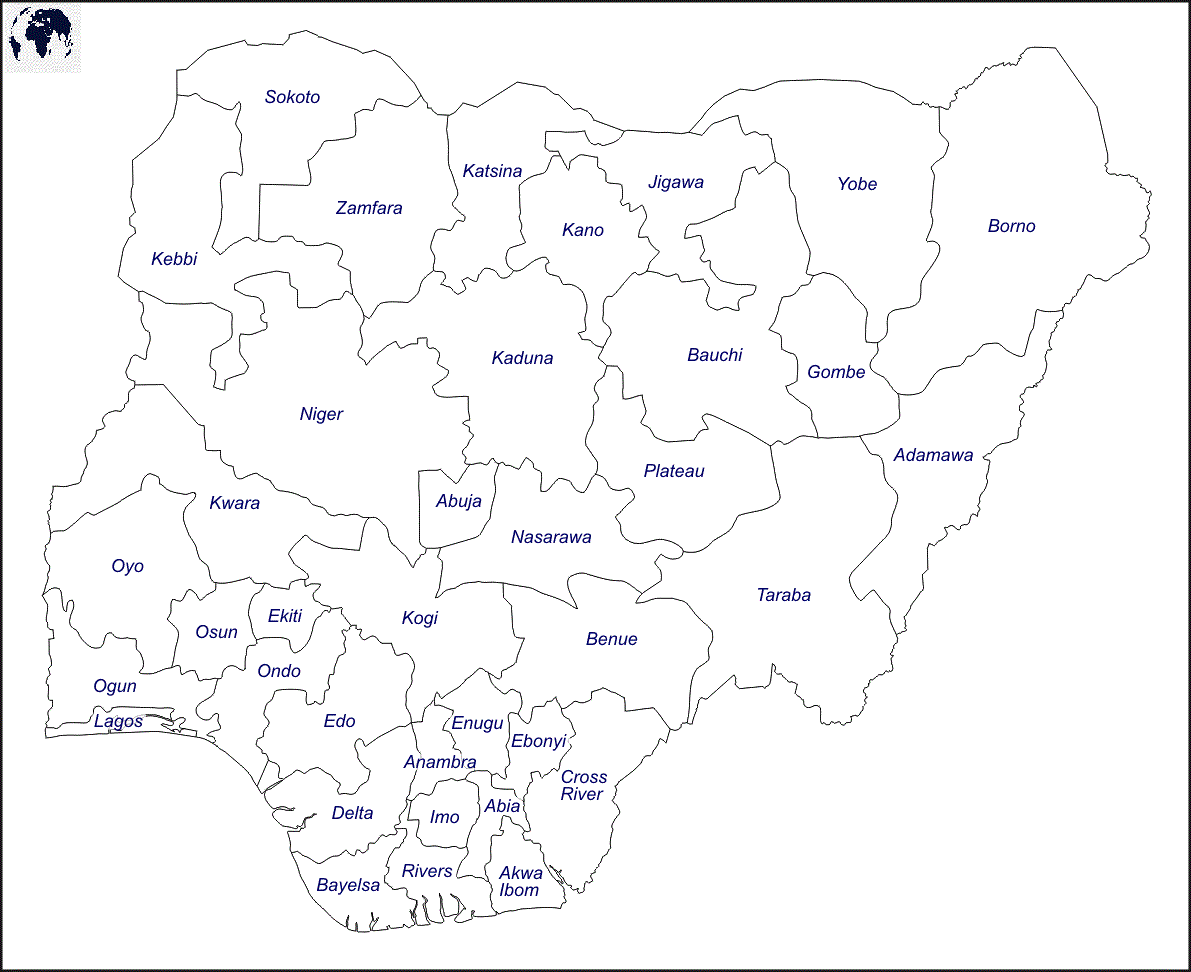 Sokoto
Katsina
Jigawa
Yobe
Zamfara
Kano
Borno
Kebbi
Kaduna
Bauchi
Gombe
Niger
Adamawa
Plateau
Kwara
Abuja
Nasarawa
Oyo
Taraba
Ekiti
Kogi
Osun
Benue
Ondo
Ogun
Lagos
Edo
Enugu
Ebonyi
Anambra
Cross
River
Delta
Imo
Abia
Bayelsa
Rivers
Akwa
Ibom